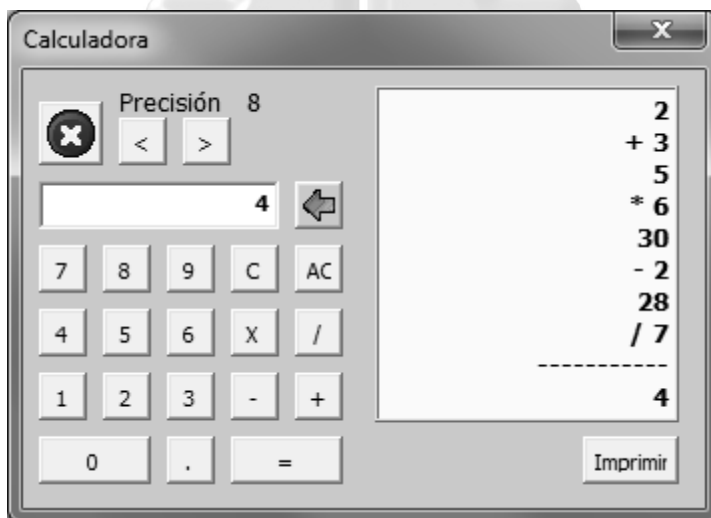 Calculadora
Precisión 8
< >
4
7 8 9 C AC
4 5 6 X /
1 2 3 - +
0 . =
2
+ 3
5
* 6
30
- 2
28
/ 7
-----------
4
Imprimir